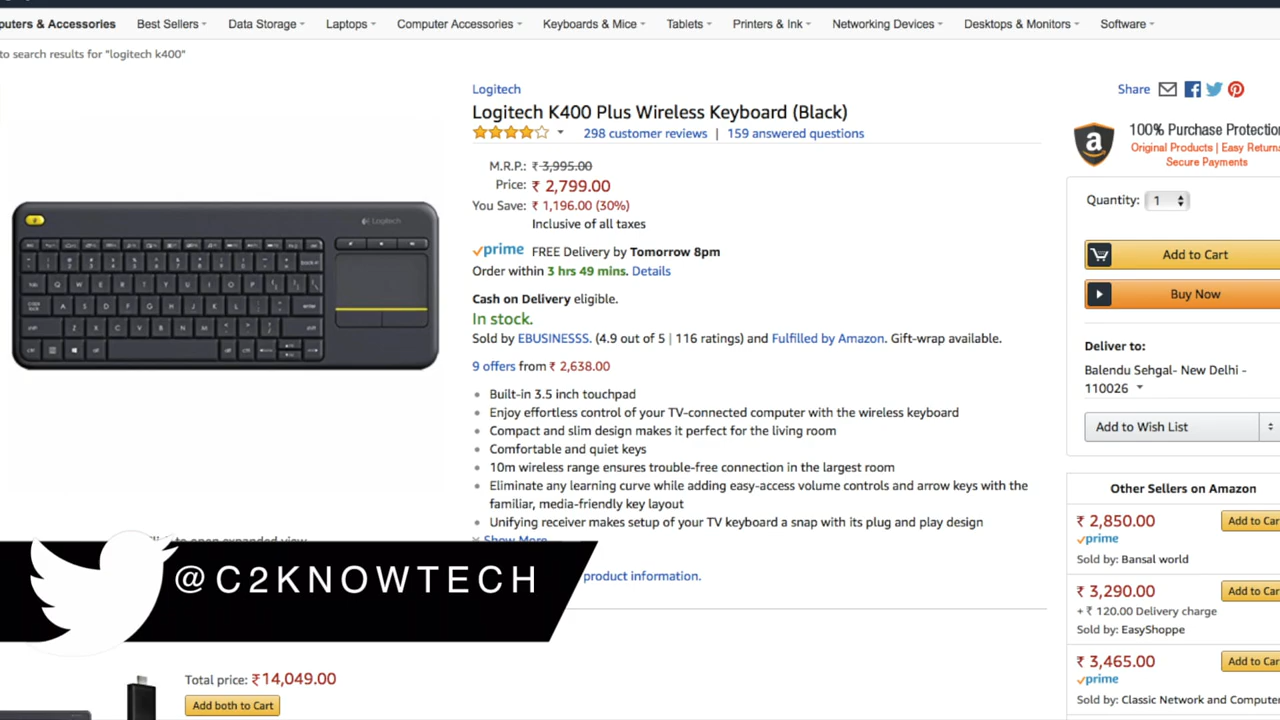 puters & Accessories Best Sellers Data Storage Laptops Computer Accessories Keyboards & Mice Tablets Printers & Ink Networking Devices Desktops & Monitors Software
to search results for "logitech k400"
Logitech
Logitech K400 Plus Wireless Keyboard (Black)
298 customer reviews | 159 answered questions
M.R.P.: ₹ 3,995.00
Price: ₹ 2,799.00
You Save: ₹ 1,196.00 (30%)
Inclusive of all taxes
prime FREE Delivery by Tomorrow 8pm
Order within 3 hrs 49 mins. Details
Cash on Delivery eligible.
In stock.
Sold by EBUSINESSS. (4.9 out of 5 | 116 ratings) and Fulfilled by Amazon. Gift-wrap available.
9 offers from ₹ 2,638.00
Built-in 3.5 inch touchpad
Enjoy effortless control of your TV-connected computer with the wireless keyboard
Compact and slim design makes it perfect for the living room
Comfortable and quiet keys
10m wireless range ensures trouble-free connection in the largest room
Eliminate any learning curve while adding easy-access volume controls and arrow keys with the
familiar, media-friendly key layout
Unifying receiver makes setup of your TV keyboard a snap with its plug and play design
Show More
product information.
Share
100% Purchase Protectio
Original Products | Easy Return
Secure Payments
Quantity: 1
Add to Cart
Buy Now
Deliver to:
Balendu Sehgal- New Delhi -
110026
Add to Wish List
Other Sellers on Amazon
₹ 2,850.00 Add to Car
prime
Sold by: Bansal world
₹ 3,290.00 Add to Car
+ ₹ 120.00 Delivery charge
Sold by: EasyShoppe
₹ 3,465.00 Add to Car
prime
Sold by: Classic Network and Compute
Logitech
to open expanded view
@C2KNOWTECH
Total price: ₹14,049.00
Add both to Cart